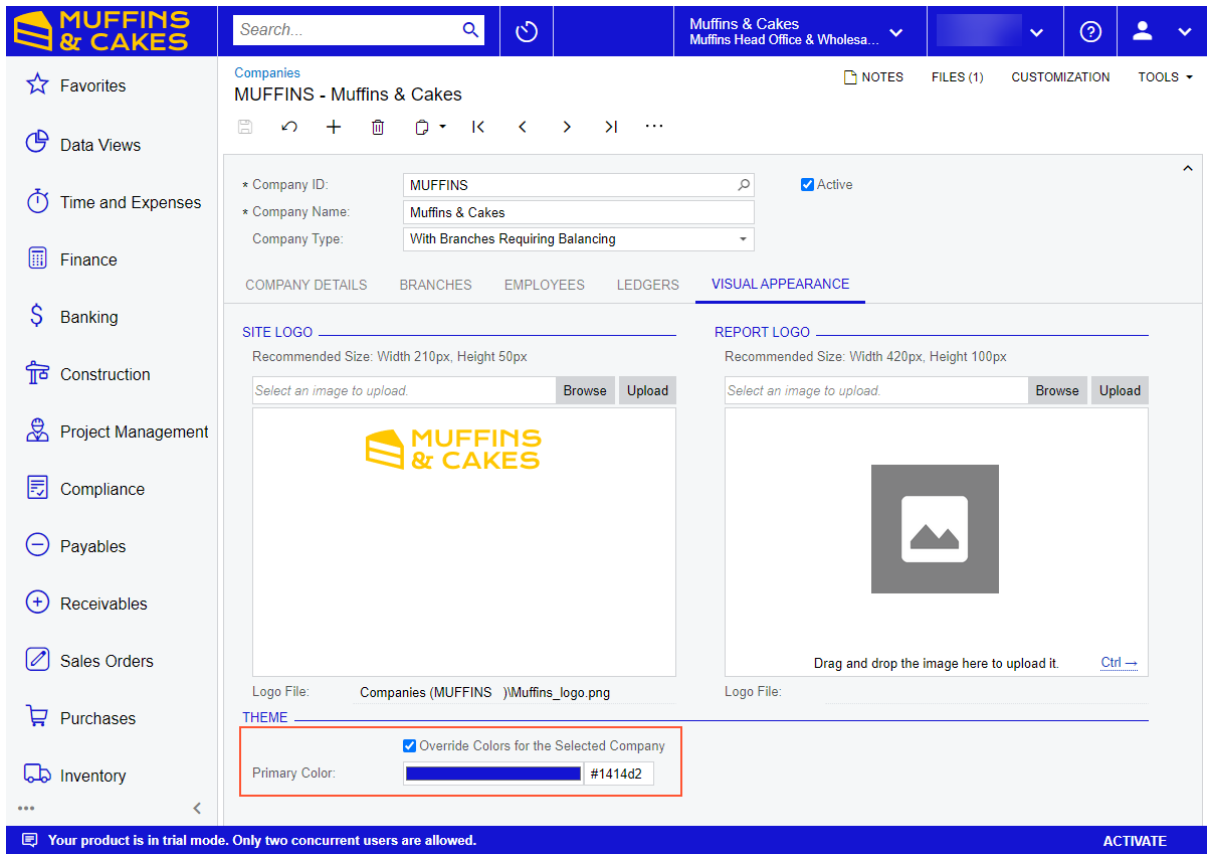 MUFFINS
& CAKES
Search...
Muffins & Cakes
Muffins Head Office & Wholesa...
Favorites
Data Views
Time and Expenses
Finance
Banking
Construction
Project Management
Compliance
Payables
Receivables
Sales Orders
Purchases
Inventory
Companies
MUFFINS - Muffins & Cakes
NOTES FILES (1) CUSTOMIZATION TOOLS
* Company ID: MUFFINS Active
* Company Name: Muffins & Cakes
Company Type: With Branches Requiring Balancing
COMPANY DETAILS BRANCHES EMPLOYEES LEDGERS VISUAL APPEARANCE
SITE LOGO
Recommended Size: Width 210px, Height 50px
Select an image to upload. Browse Upload
MUFFINS
& CAKES
Logo File: Companies (MUFFINS )\Muffins_logo.png
REPORT LOGO
Recommended Size: Width 420px, Height 100px
Select an image to upload. Browse Upload
Drag and drop the image here to upload it. Ctrl →
Logo File:
THEME
Override Colors for the Selected Company
Primary Color: #1414d2
Your product is in trial mode. Only two concurrent users are allowed. ACTIVATE